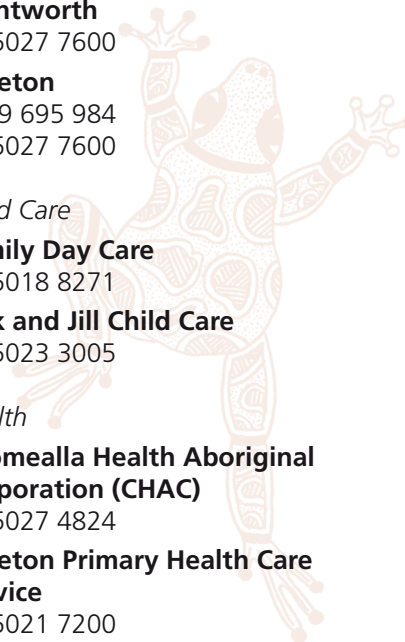 ntworth
5027 7600
eton
9 695 984
5027 7600
d Care
nily Day Care
5018 8271
k and Jill Child Care
5023 3005
lth
omealla Health Aboriginal
poration (CHAC)
5027 4824
eton Primary Health Care
vice
5021 7200